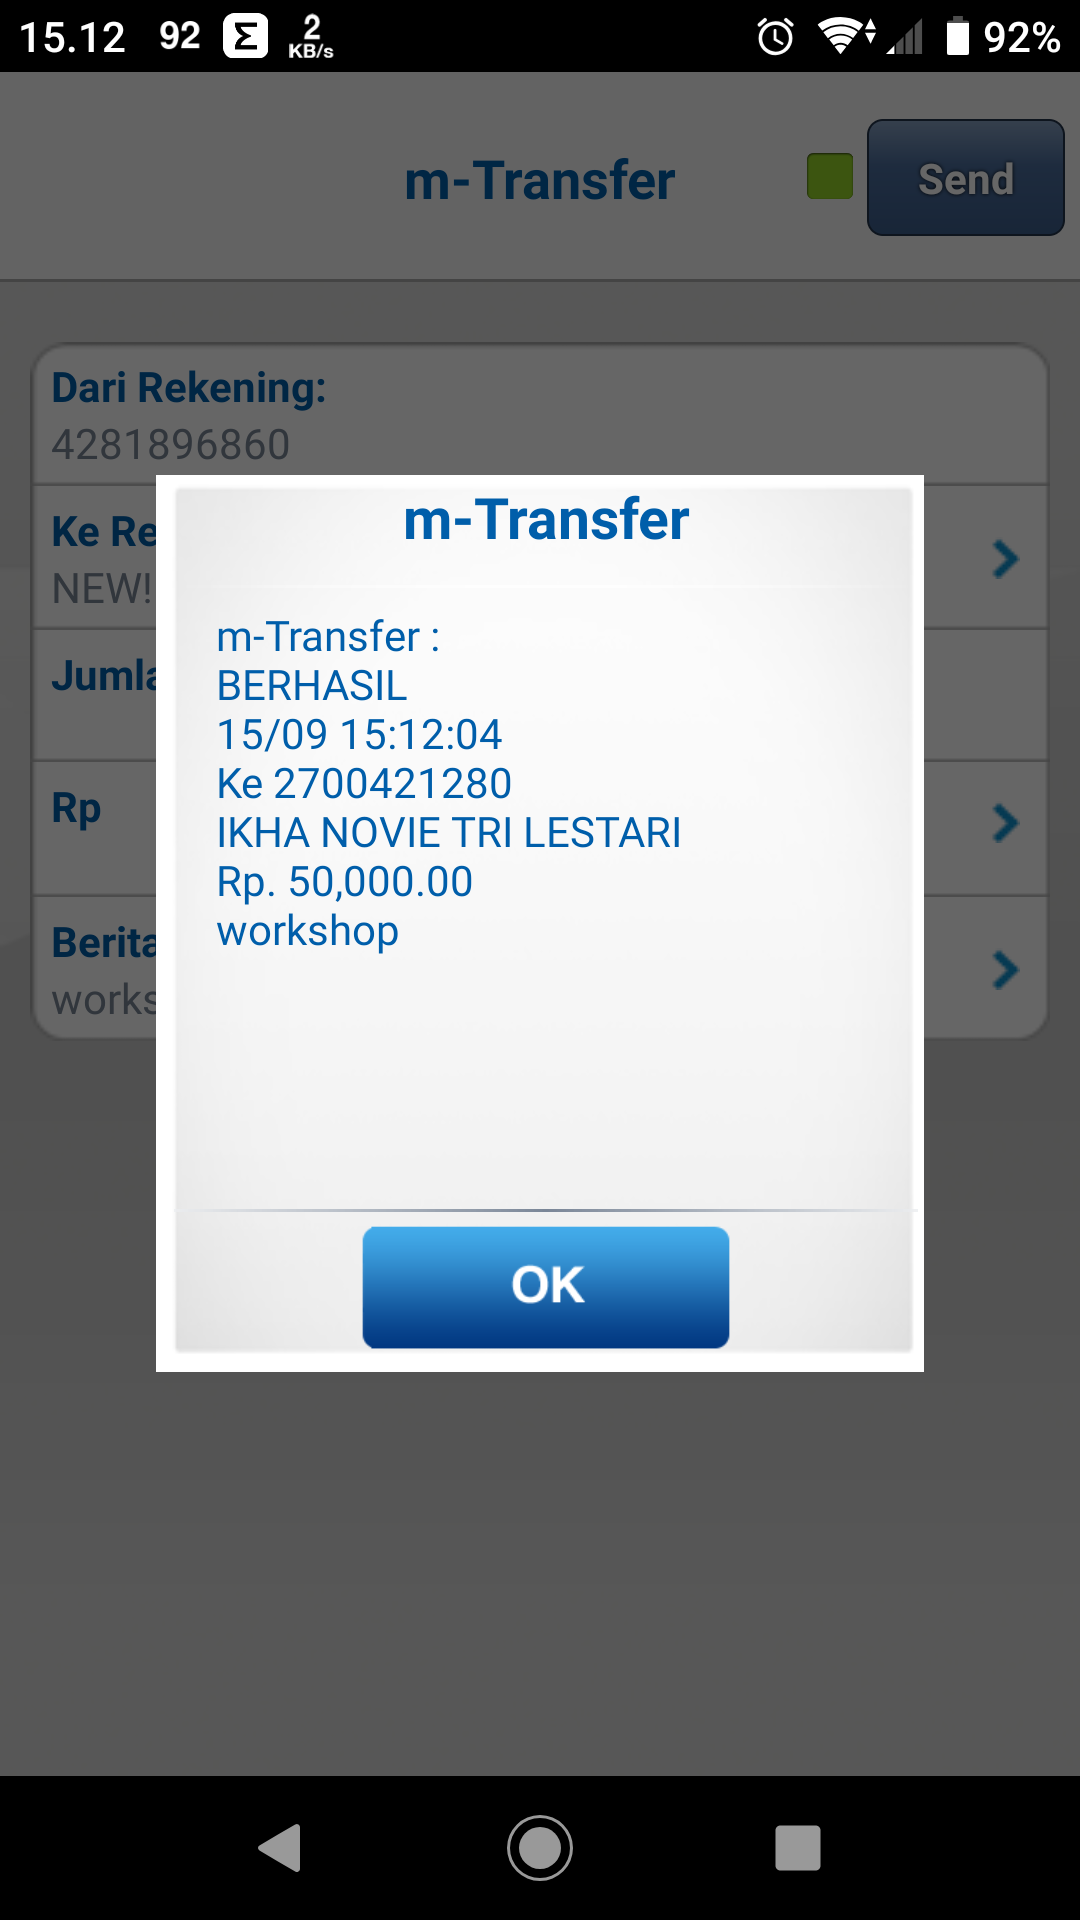 15.12 92 Σ 2 KB/s 92%
m-Transfer Send
Dari Rekening:
4281896860
Ke Re
NEW!
Jumla
Rp
Berita
works
m-Transfer
m-Transfer :
BERHASIL
15/09 15:12:04
Ke 2700421280
IKHA NOVIE TRI LESTARI
Rp. 50,000.00
workshop
OK